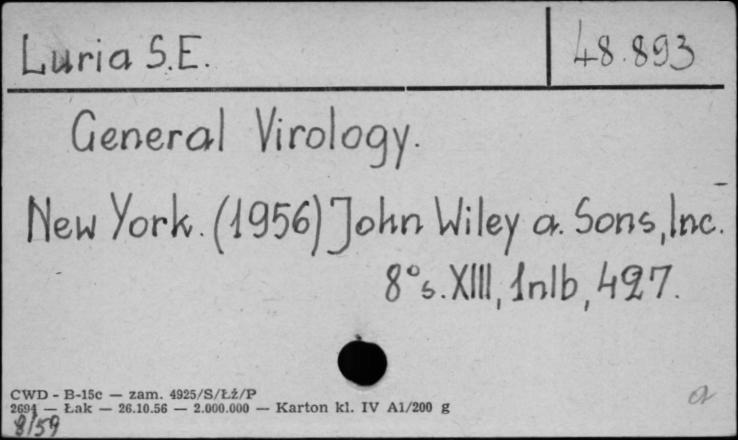 Luria S.E.
48.893
General Virology.
New York. (1956) John Wiley a. Sons, Inc.
8° s. XIII, 1nlb, 427.
CWD - B-15c — zam. 4925/S/Łż/P
2694 — Łak — 26.10.56 — 2.000.000 — Karton kl. IV A1/200 g
8/59
a